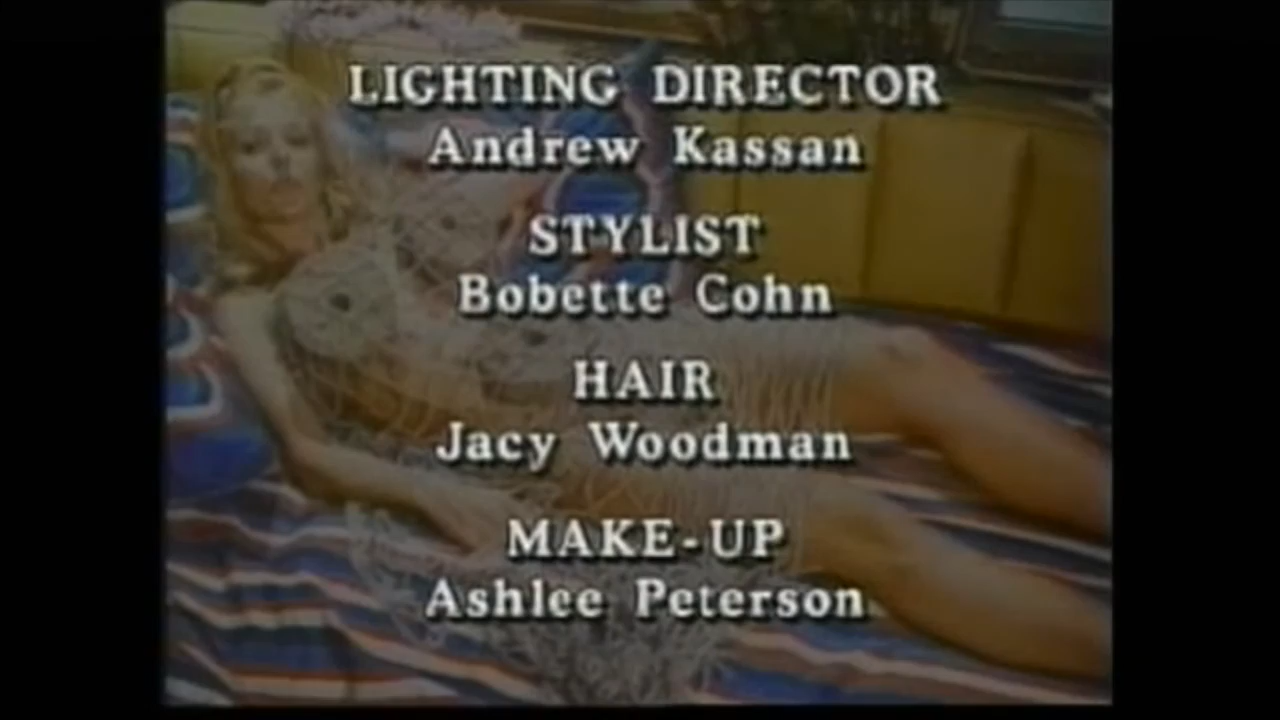 LIGHTING DIRECTOR
Andrew Kassan
STYLIST
Bobette Cohn
HAIR
Jacy Woodman
MAKE-UP
Ashlee Peterson